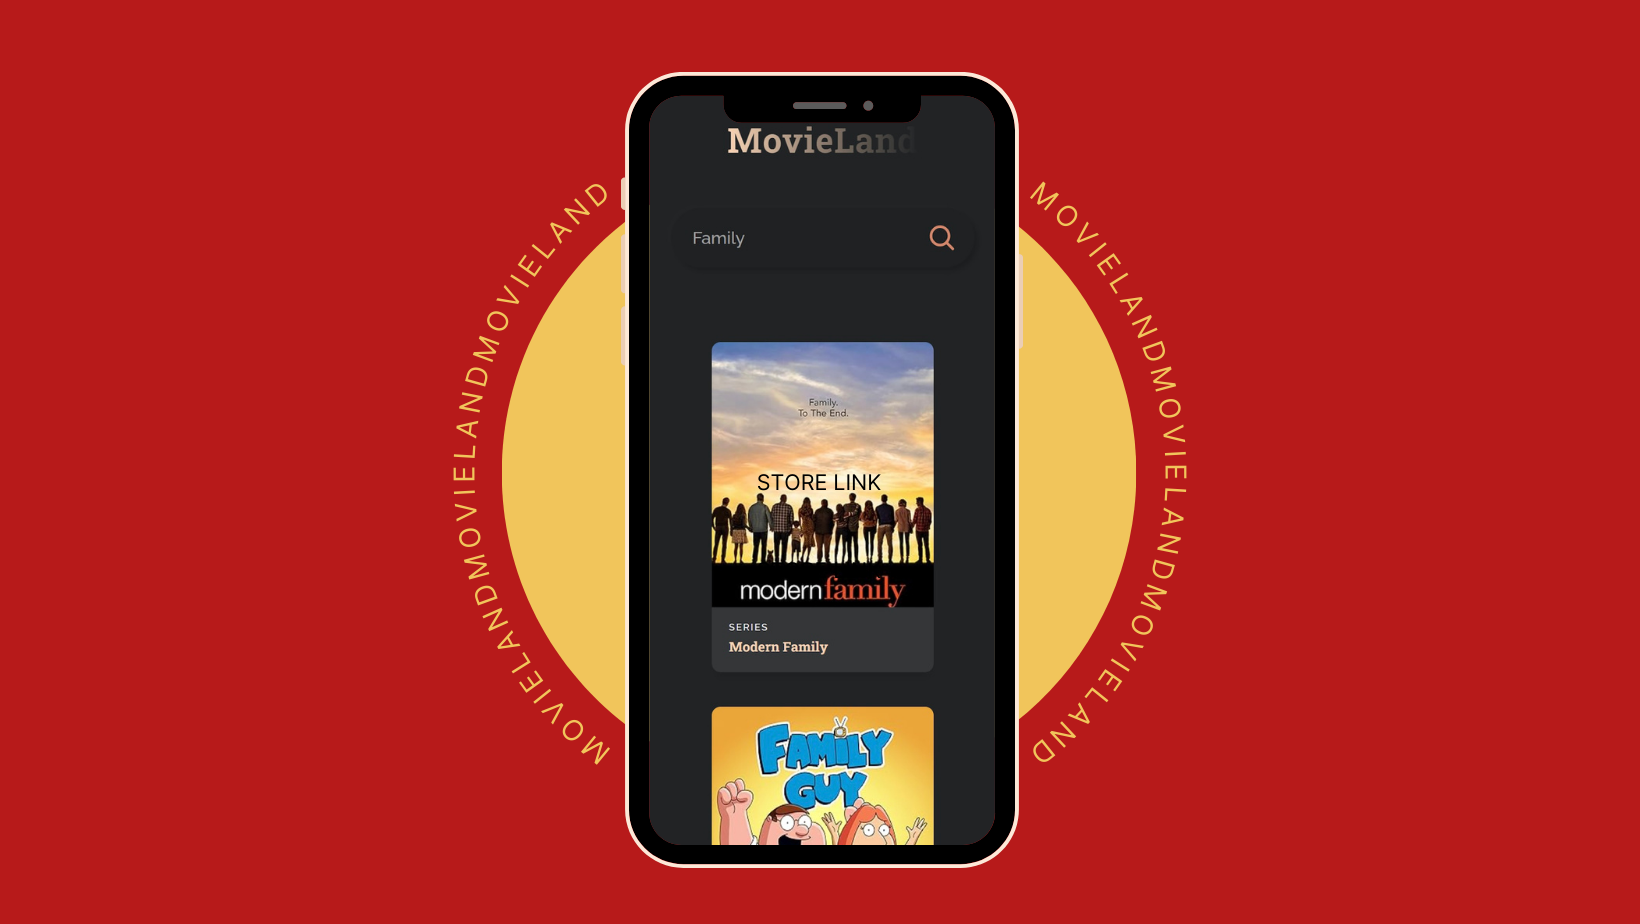 MovieLand
Family
Family.
To The End.
STORE LINK
modern family
SERIES
Modern Family
FAMILY
GUY
MOVIELANDMOVIELANDMOVIELAND
MOVIELANDMOVIELANDMOVIELAND